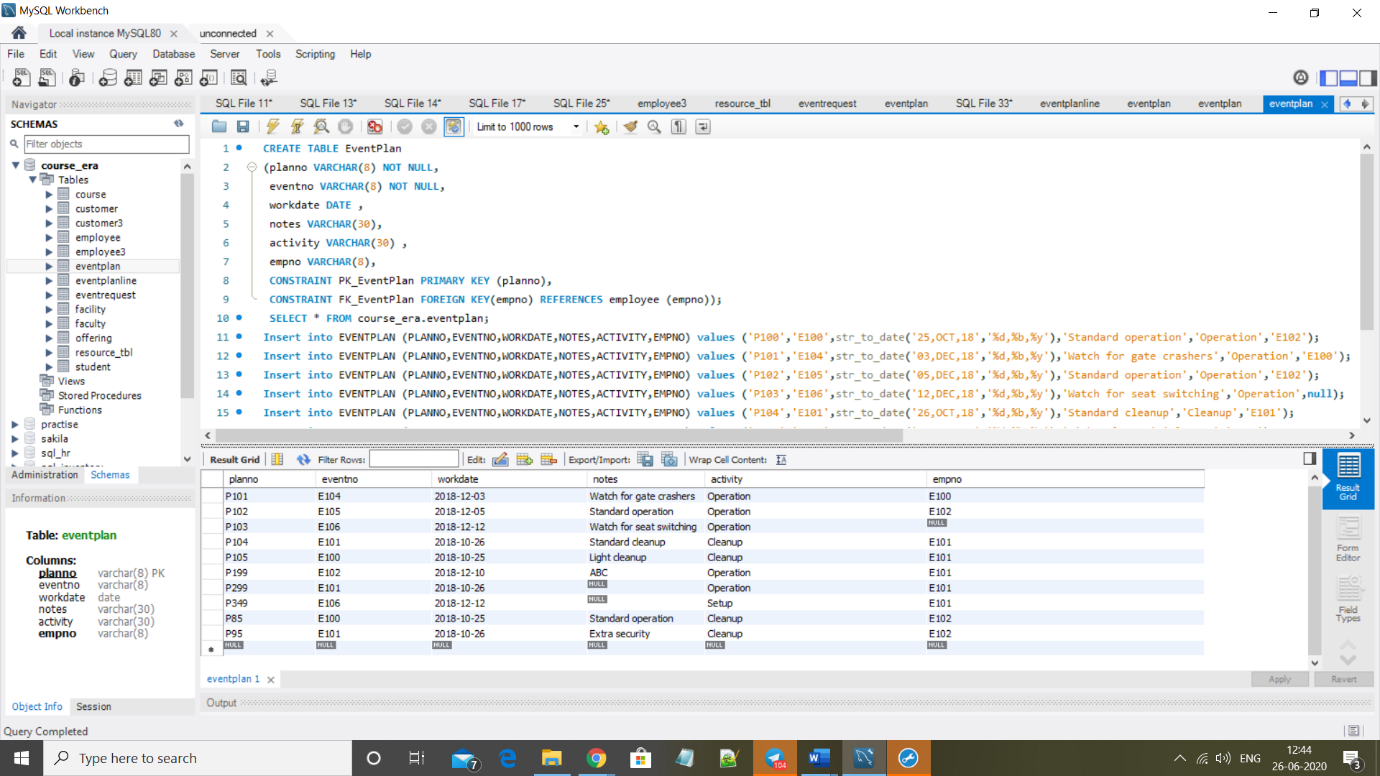 MySQL Workbench
Local instance MySQL80
unconnected
File Edit View Query Database Server Tools Scripting Help
Navigator
SCHEMAS
Filter objects
course_era
Tables
course
customer
customer3
employee
employee3
eventplan
eventplanline
eventrequest
facility
faculty
offering
resource_tbl
student
Views
Stored Procedures
Functions
practise
sakila
sql_hr
Administration Schemas
Information
Table: eventplan
Columns:
planno varchar(8) PK
eventno varchar(8)
workdate date
notes varchar(30)
activity varchar(30)
empno varchar(8)
Object Info Session
Query Completed
SQL File 11* SQL File 13* SQL File 14* SQL File 17* SQL File 25* employee3 resource_tbl eventrequest eventplan SQL File 33* eventplanline eventplan eventplan eventplan
Limit to 1000 rows
1 CREATE TABLE EventPlan
2 (planno VARCHAR(8) NOT NULL,
3 eventno VARCHAR(8) NOT NULL,
4 workdate DATE ,
5 notes VARCHAR(30),
6 activity VARCHAR(30) ,
7 empno VARCHAR(8),
8 CONSTRAINT PK_EventPlan PRIMARY KEY (planno),
9 CONSTRAINT FK_EventPlan FOREIGN KEY(empno) REFERENCES employee (empno));
10 SELECT * FROM course_era.eventplan;
11 Insert into EVENTPLAN (PLANNO,EVENTNO,WORKDATE,NOTES,ACTIVITY,EMPNO) values ('P100','E100',str_to_date('25,OCT,18','%d,%b,%y'),'Standard operation','Operation','E102');
12 Insert into EVENTPLAN (PLANNO,EVENTNO,WORKDATE,NOTES,ACTIVITY,EMPNO) values ('P101','E104',str_to_date('03,DEC,18','%d,%b,%y'),'Watch for gate crashers','Operation','E100');
13 Insert into EVENTPLAN (PLANNO,EVENTNO,WORKDATE,NOTES,ACTIVITY,EMPNO) values ('P102','E105',str_to_date('05,DEC,18','%d,%b,%y'),'Standard operation','Operation','E102');
14 Insert into EVENTPLAN (PLANNO,EVENTNO,WORKDATE,NOTES,ACTIVITY,EMPNO) values ('P103','E106',str_to_date('12,DEC,18','%d,%b,%y'),'Watch for seat switching','Operation',null);
15 Insert into EVENTPLAN (PLANNO,EVENTNO,WORKDATE,NOTES,ACTIVITY,EMPNO) values ('P104','E101',str_to_date('26,OCT,18','%d,%b,%y'),'Standard cleanup','Cleanup','E101');
Result Grid Filter Rows: Edit: Export/Import: Wrap Cell Content:
planno eventno workdate notes activity empno
P101 E104 2018-12-03 Watch for gate crashers Operation E100
P102 E105 2018-12-05 Standard operation Operation E102
P103 E106 2018-12-12 Watch for seat switching Operation NULL
P104 E101 2018-10-26 Standard cleanup Cleanup E101
P105 E100 2018-10-25 Light cleanup Cleanup E101
P199 E102 2018-12-10 ABC Operation E101
P299 E101 2018-10-26 NULL Operation E101
P349 E106 2018-12-12 NULL Setup E101
P85 E100 2018-10-25 Standard operation Cleanup E102
P95 E101 2018-10-26 Extra security Cleanup E102
NULL NULL NULL NULL NULL NULL
Result Grid
Form Editor
Field Types
eventplan 1
Apply Revert
Output
Type here to search
7
104
ENG
12:44
26-06-2020
3